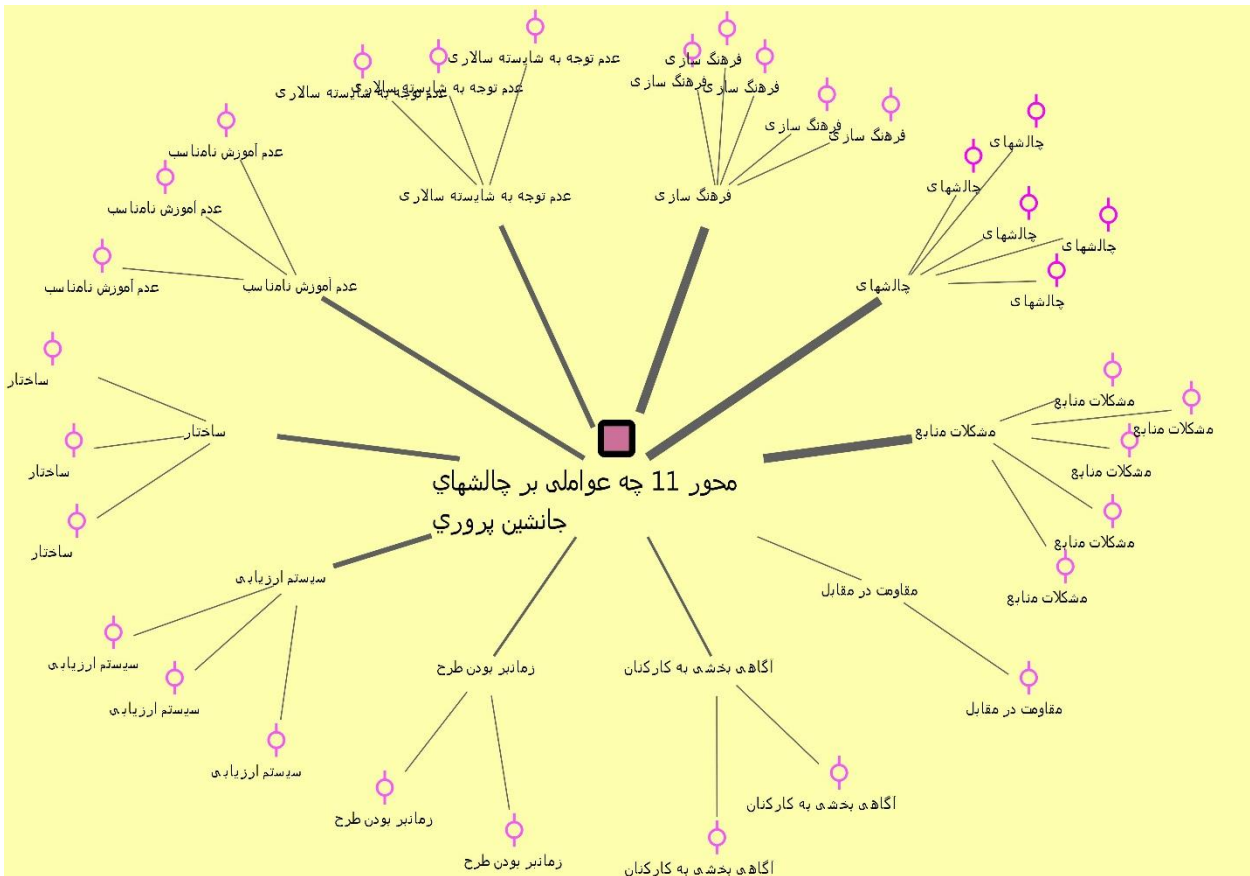 عدم توجه به شایسته سالاری
عدم توجه به شایسته سالاری
عدم توجه به شایسته سالاری
عدم توجه به شایسته سالاری
فرهنگ سازی
فرهنگ سازی
فرهنگ سازی
فرهنگ سازی
فرهنگ سازی
فرهنگ سازی
چالشهای
چالشهای
چالشهای
چالشهای
چالشهای
چالشهای
عدم آموزش نامناسب
عدم آموزش نامناسب
عدم آموزش نامناسب
عدم آموزش نامناسب
مشکلات منابع
مشکلات منابع
مشکلات منابع
مشکلات منابع
مشکلات منابع
مشکلات منابع
ساختار
ساختار
ساختار
ساختار
محور 11 چه عواملی بر چالشهاي
جانشین پروري
سیستم ارزیابی
سیستم ارزیابی
سیستم ارزیابی
سیستم ارزیابی
مقاومت در مقابل
مقاومت در مقابل
زمانبر بودن طرح
زمانبر بودن طرح
زمانبر بودن طرح
آگاهی بخشی به کارکنان
آگاهی بخشی به کارکنان
آگاهی بخشی به کارکنان